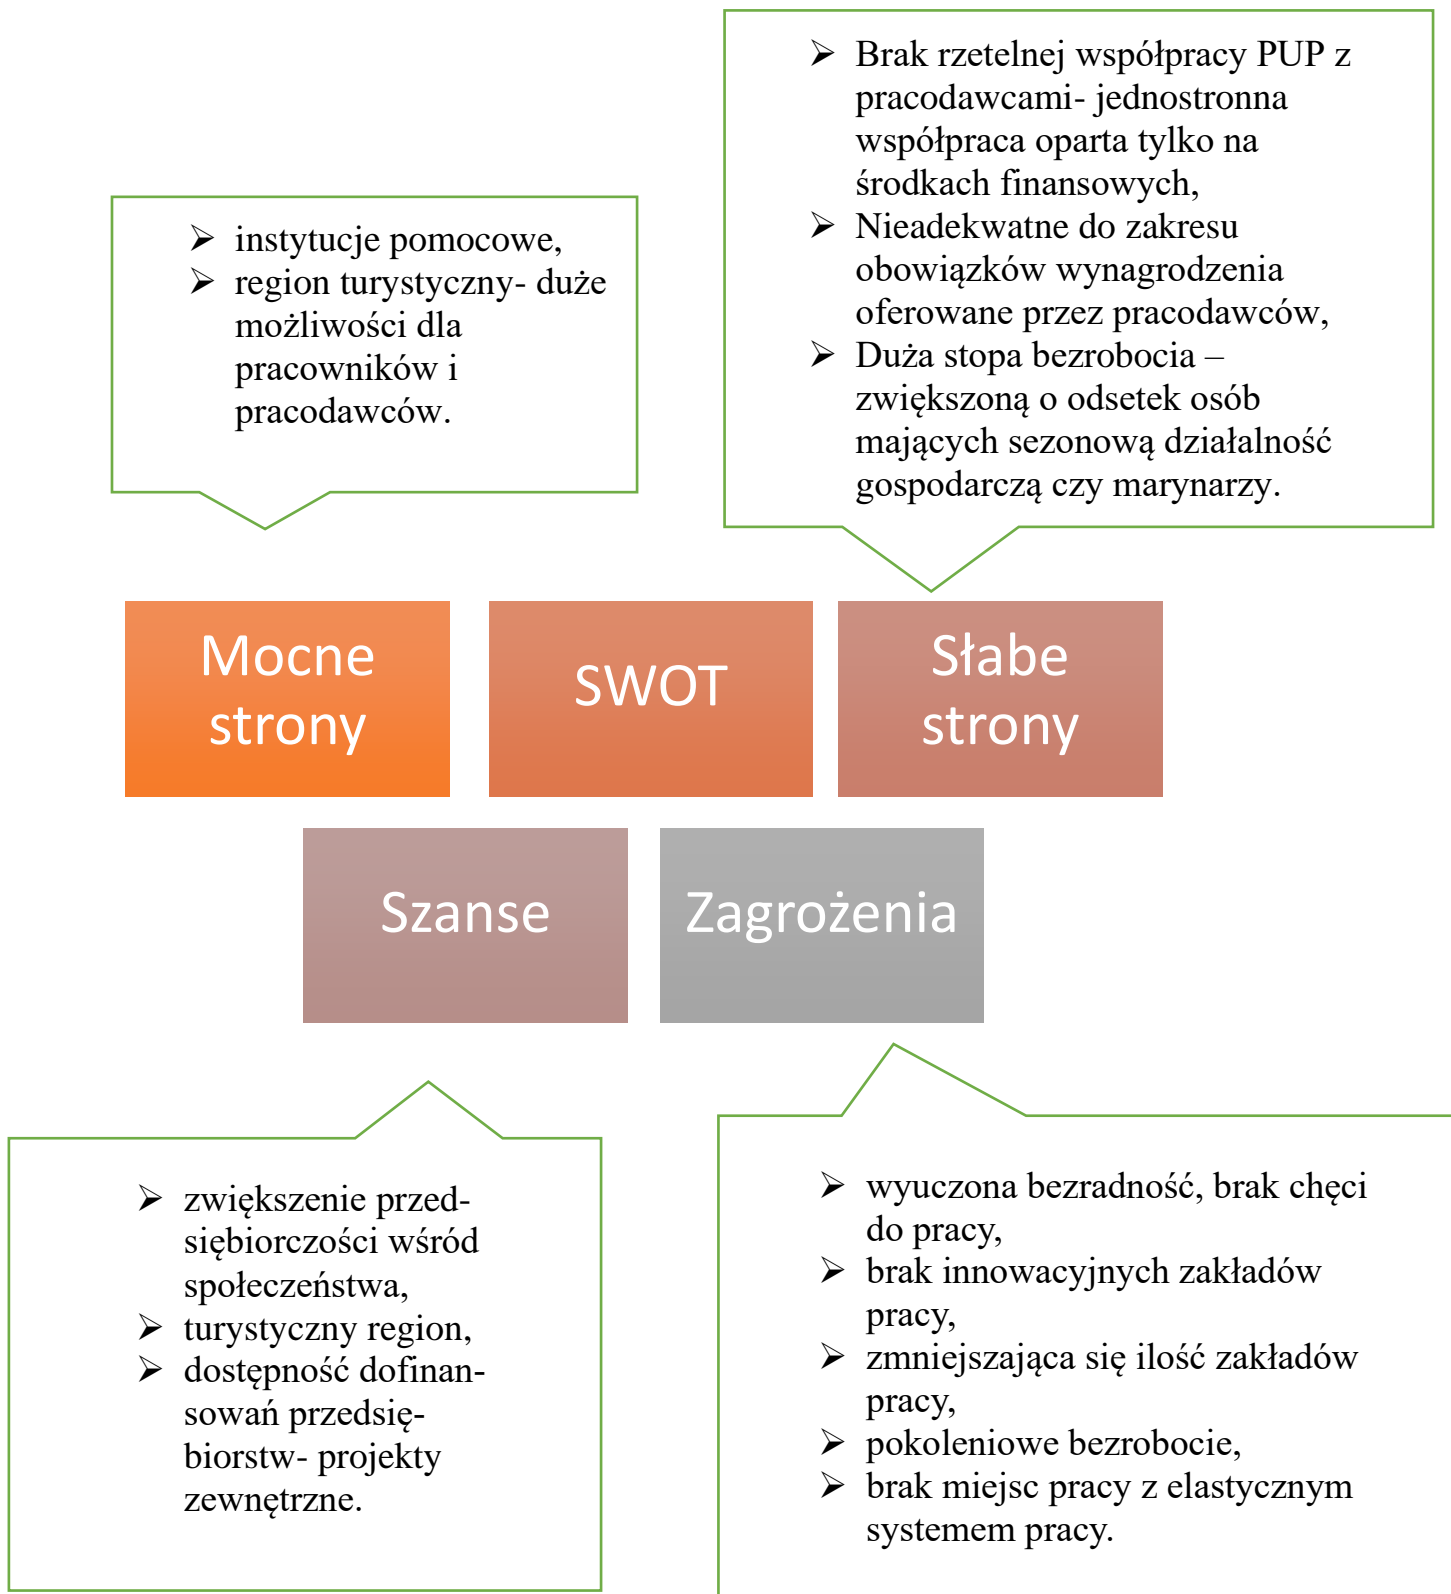 ➢ Brak rzetelnej współpracy PUP z
pracodawcami- jednostronna
współpraca oparta tylko na
środkach finansowych,
➢ Nieadekwatne do zakresu
obowiązków wynagrodzenia
oferowane przez pracodawców,
➢ Duża stopa bezrobocia –
zwiększoną o odsetek osób
mających sezonową działalność
gospodarczą czy marynarzy.
➢ instytucje pomocowe,
➢ region turystyczny- duże
możliwości dla
pracowników i
pracodawców.
Mocne
strony
SWOT
Słabe
strony
Szanse
Zagrożenia
➢ zwiększenie przed-
siębiorczości wśród
społeczeństwa,
➢ turystyczny region,
➢ dostępność dofinan-
sowań przedsię-
biorstw- projekty
zewnętrzne.
➢ wyuczona bezradność, brak chęci
do pracy,
➢ brak innowacyjnych zakładów
pracy,
➢ zmniejszająca się ilość zakładów
pracy,
➢ pokoleniowe bezrobocie,
➢ brak miejsc pracy z elastycznym
systemem pracy.